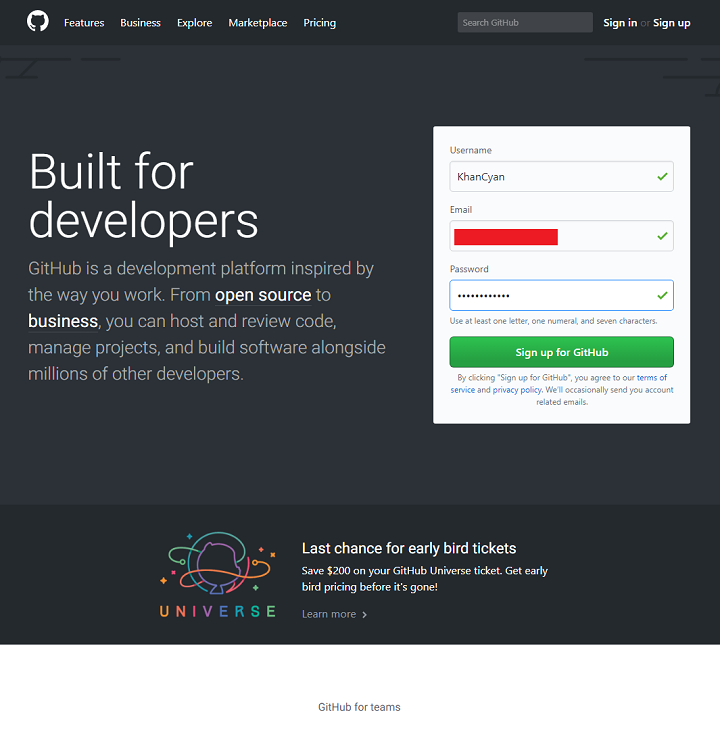 Features Business Explore Marketplace Pricing Search GitHub Sign in or Sign up
Built for
developers
GitHub is a development platform inspired by
the way you work. From open source to
business, you can host and review code,
manage projects, and build software alongside
millions of other developers.
Username
KhanCyan
Email
Password
••••••••••••
Use at least one letter, one numeral, and seven characters.
Sign up for GitHub
By clicking "Sign up for GitHub", you agree to our terms of
service and privacy policy. We'll occasionally send you account
related emails.
UNIVERSE
Last chance for early bird tickets
Save $200 on your GitHub Universe ticket. Get early
bird pricing before it's gone!
Learn more
GitHub for teams